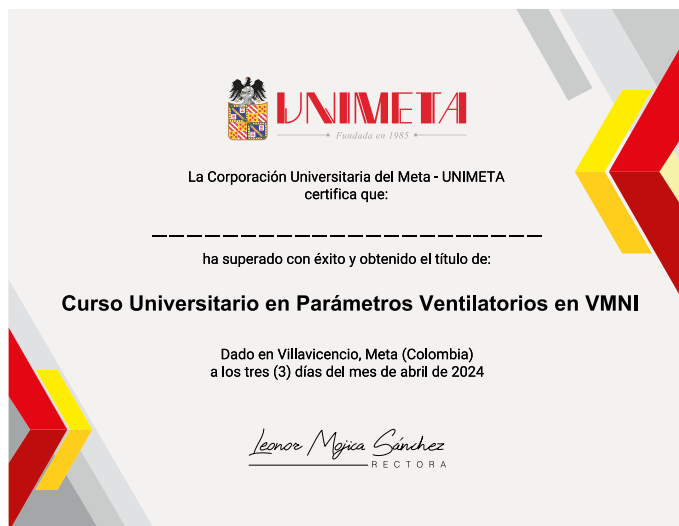 UNIMETA
Fundada en 1985
La Corporación Universitaria del Meta - UNIMETA
certifica que:
ha superado con éxito y obtenido el título de:
Curso Universitario en Parámetros Ventilatorios en VMNI
Dado en Villavicencio, Meta (Colombia)
a los tres (3) días del mes de abril de 2024
Leonor Mojica Sánchez
RECTORA